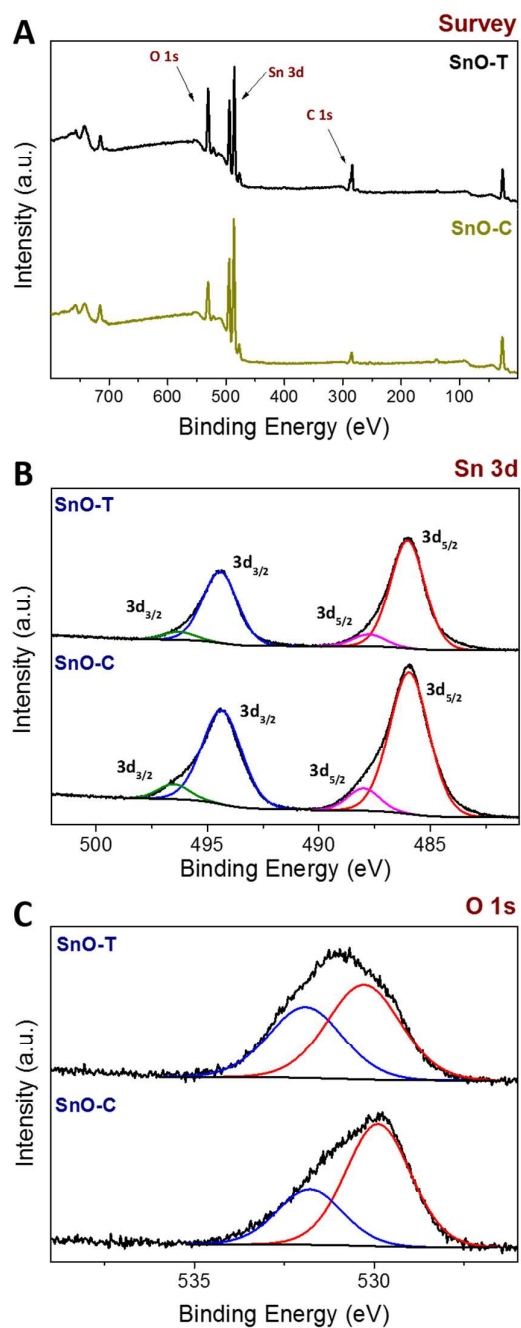 A
Survey
SnO-T
O 1s
Sn 3d
C 1s
SnO-C
Intensity (a.u.)
700 600 500 400 300 200 100
Binding Energy (eV)
B
Sn 3d
SnO-T
3d3/2
3d3/2
3d5/2
3d5/2
SnO-C
3d3/2
3d3/2
3d5/2
3d5/2
Intensity (a.u.)
500 495 490 485
Binding Energy (eV)
C
O 1s
SnO-T
SnO-C
Intensity (a.u.)
535 530
Binding Energy (eV)